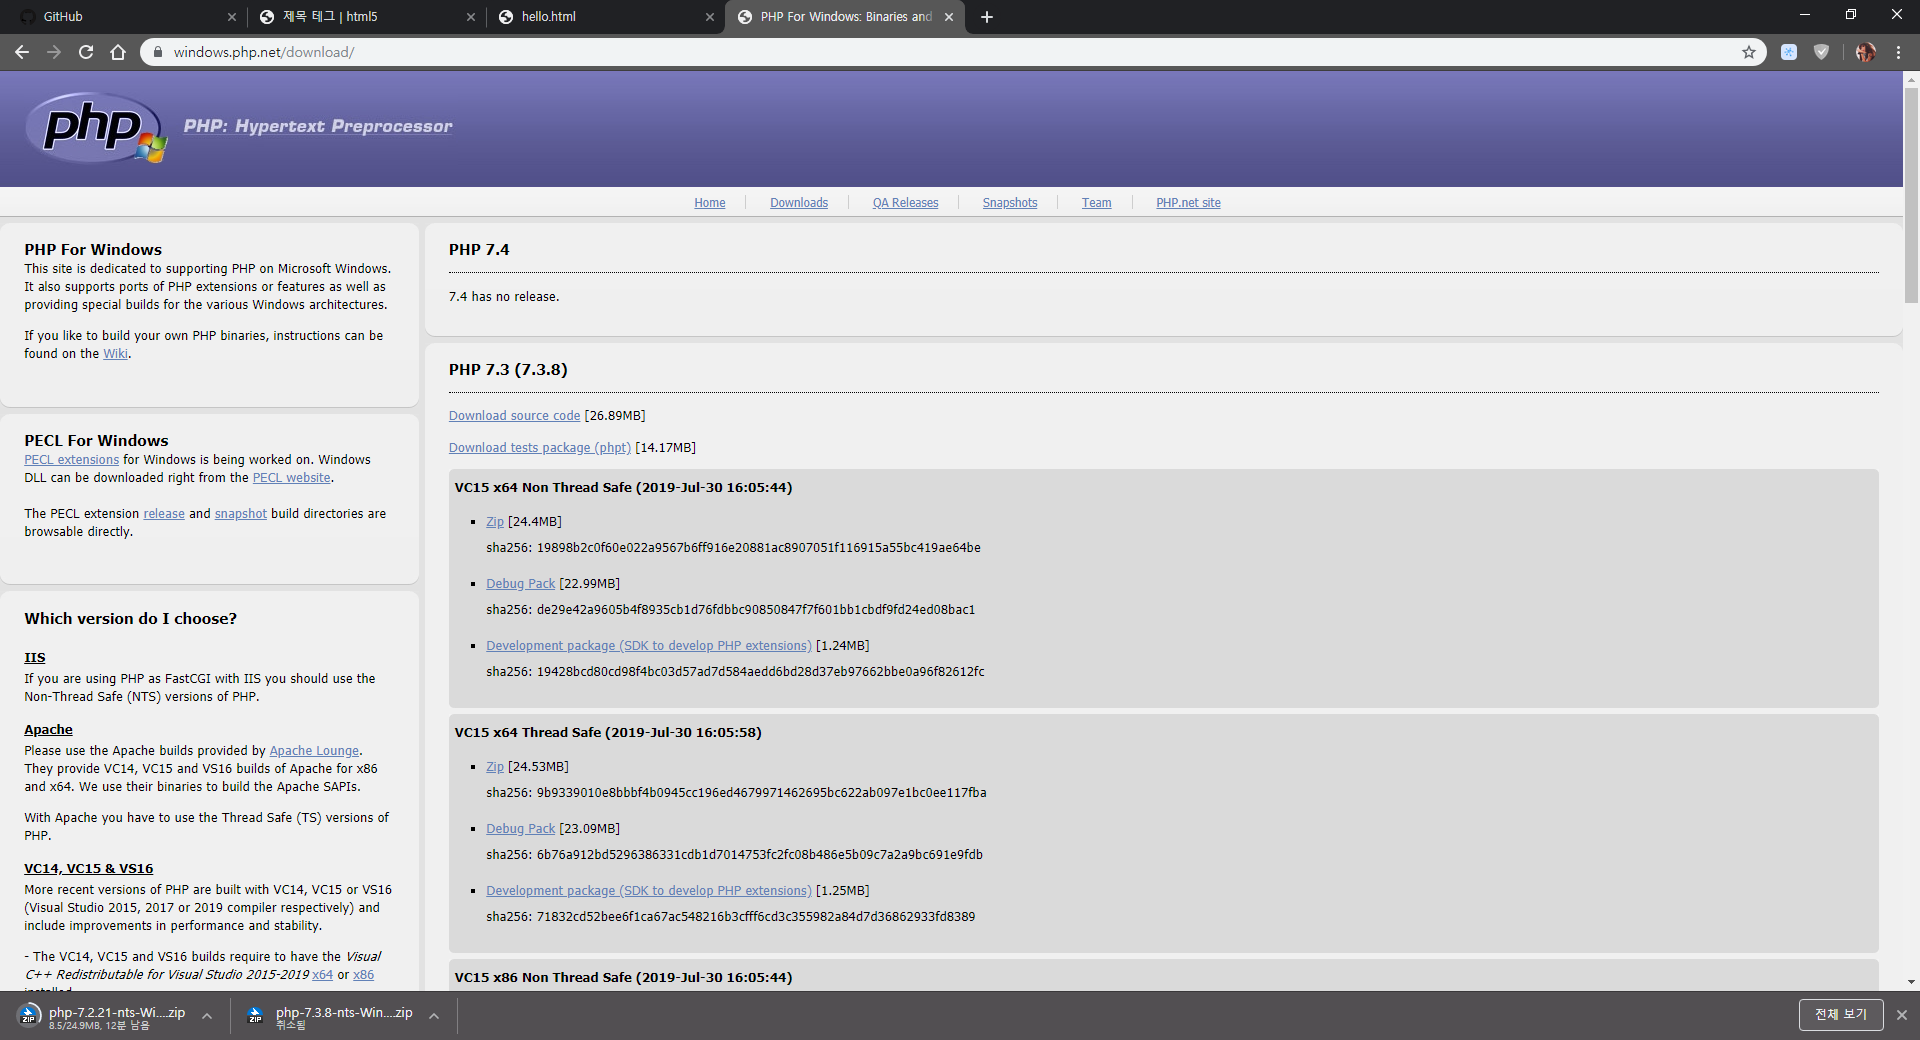 GitHub
제목 태그 | html5
hello.html
PHP For Windows: Binaries and
windows.php.net/download/
php
PHP: Hypertext Preprocessor
Home
Downloads
QA Releases
Snapshots
Team
PHP.net site
PHP For Windows
This site is dedicated to supporting PHP on Microsoft Windows.
It also supports ports of PHP extensions or features as well as
providing special builds for the various Windows architectures.
If you like to build your own PHP binaries, instructions can be
found on the Wiki.
PECL For Windows
PECL extensions for Windows is being worked on. Windows
DLL can be downloaded right from the PECL website.
The PECL extension release and snapshot build directories are
browsable directly.
Which version do I choose?
IIS
If you are using PHP as FastCGI with IIS you should use the
Non-Thread Safe (NTS) versions of PHP.
Apache
Please use the Apache builds provided by Apache Lounge.
They provide VC14, VC15 and VS16 builds of Apache for x86
and x64. We use their binaries to build the Apache SAPIs.
With Apache you have to use the Thread Safe (TS) versions of
PHP.
VC14, VC15 & VS16
More recent versions of PHP are built with VC14, VC15 or VS16
(Visual Studio 2015, 2017 or 2019 compiler respectively) and
include improvements in performance and stability.
- The VC14, VC15 and VS16 builds require to have the Visual
C++ Redistributable for Visual Studio 2015-2019 x64 or x86
installed
PHP 7.4
7.4 has no release.
PHP 7.3 (7.3.8)
Download source code [26.89MB]
Download tests package (phpt) [14.17MB]
VC15 x64 Non Thread Safe (2019-Jul-30 16:05:44)
Zip [24.4MB]
sha256: 19898b2c0f60e022a9567b6ff916e20881ac8907051f116915a55bc419ae64be
Debug Pack [22.99MB]
sha256: de29e42a9605b4f8935cb1d76fdbbc90850847f7f601bb1cbdf9fd24ed08bac1
Development package (SDK to develop PHP extensions) [1.24MB]
sha256: 19428bcd80cd98f4bc03d57ad7d584aedd6bd28d37eb97662bbe0a96f82612fc
VC15 x64 Thread Safe (2019-Jul-30 16:05:58)
Zip [24.53MB]
sha256: 9b9339010e8bbbf4b0945cc196ed4679971462695bc622ab097e1bc0ee117fba
Debug Pack [23.09MB]
sha256: 6b76a912bd5296386331cdb1d7014753fc2fc08b486e5b09c7a2a9bc691e9fdb
Development package (SDK to develop PHP extensions) [1.25MB]
sha256: 71832cd52bee6f1ca67ac548216b3cfff6cd3c355982a84d7d36862933fd8389
VC15 x86 Non Thread Safe (2019-Jul-30 16:05:44)
ZIP
php-7.2.21-nts-Wi....zip
8.5/24.9MB, 12분 남음
ZIP
php-7.3.8-nts-Win....zip
취소됨
전체 보기